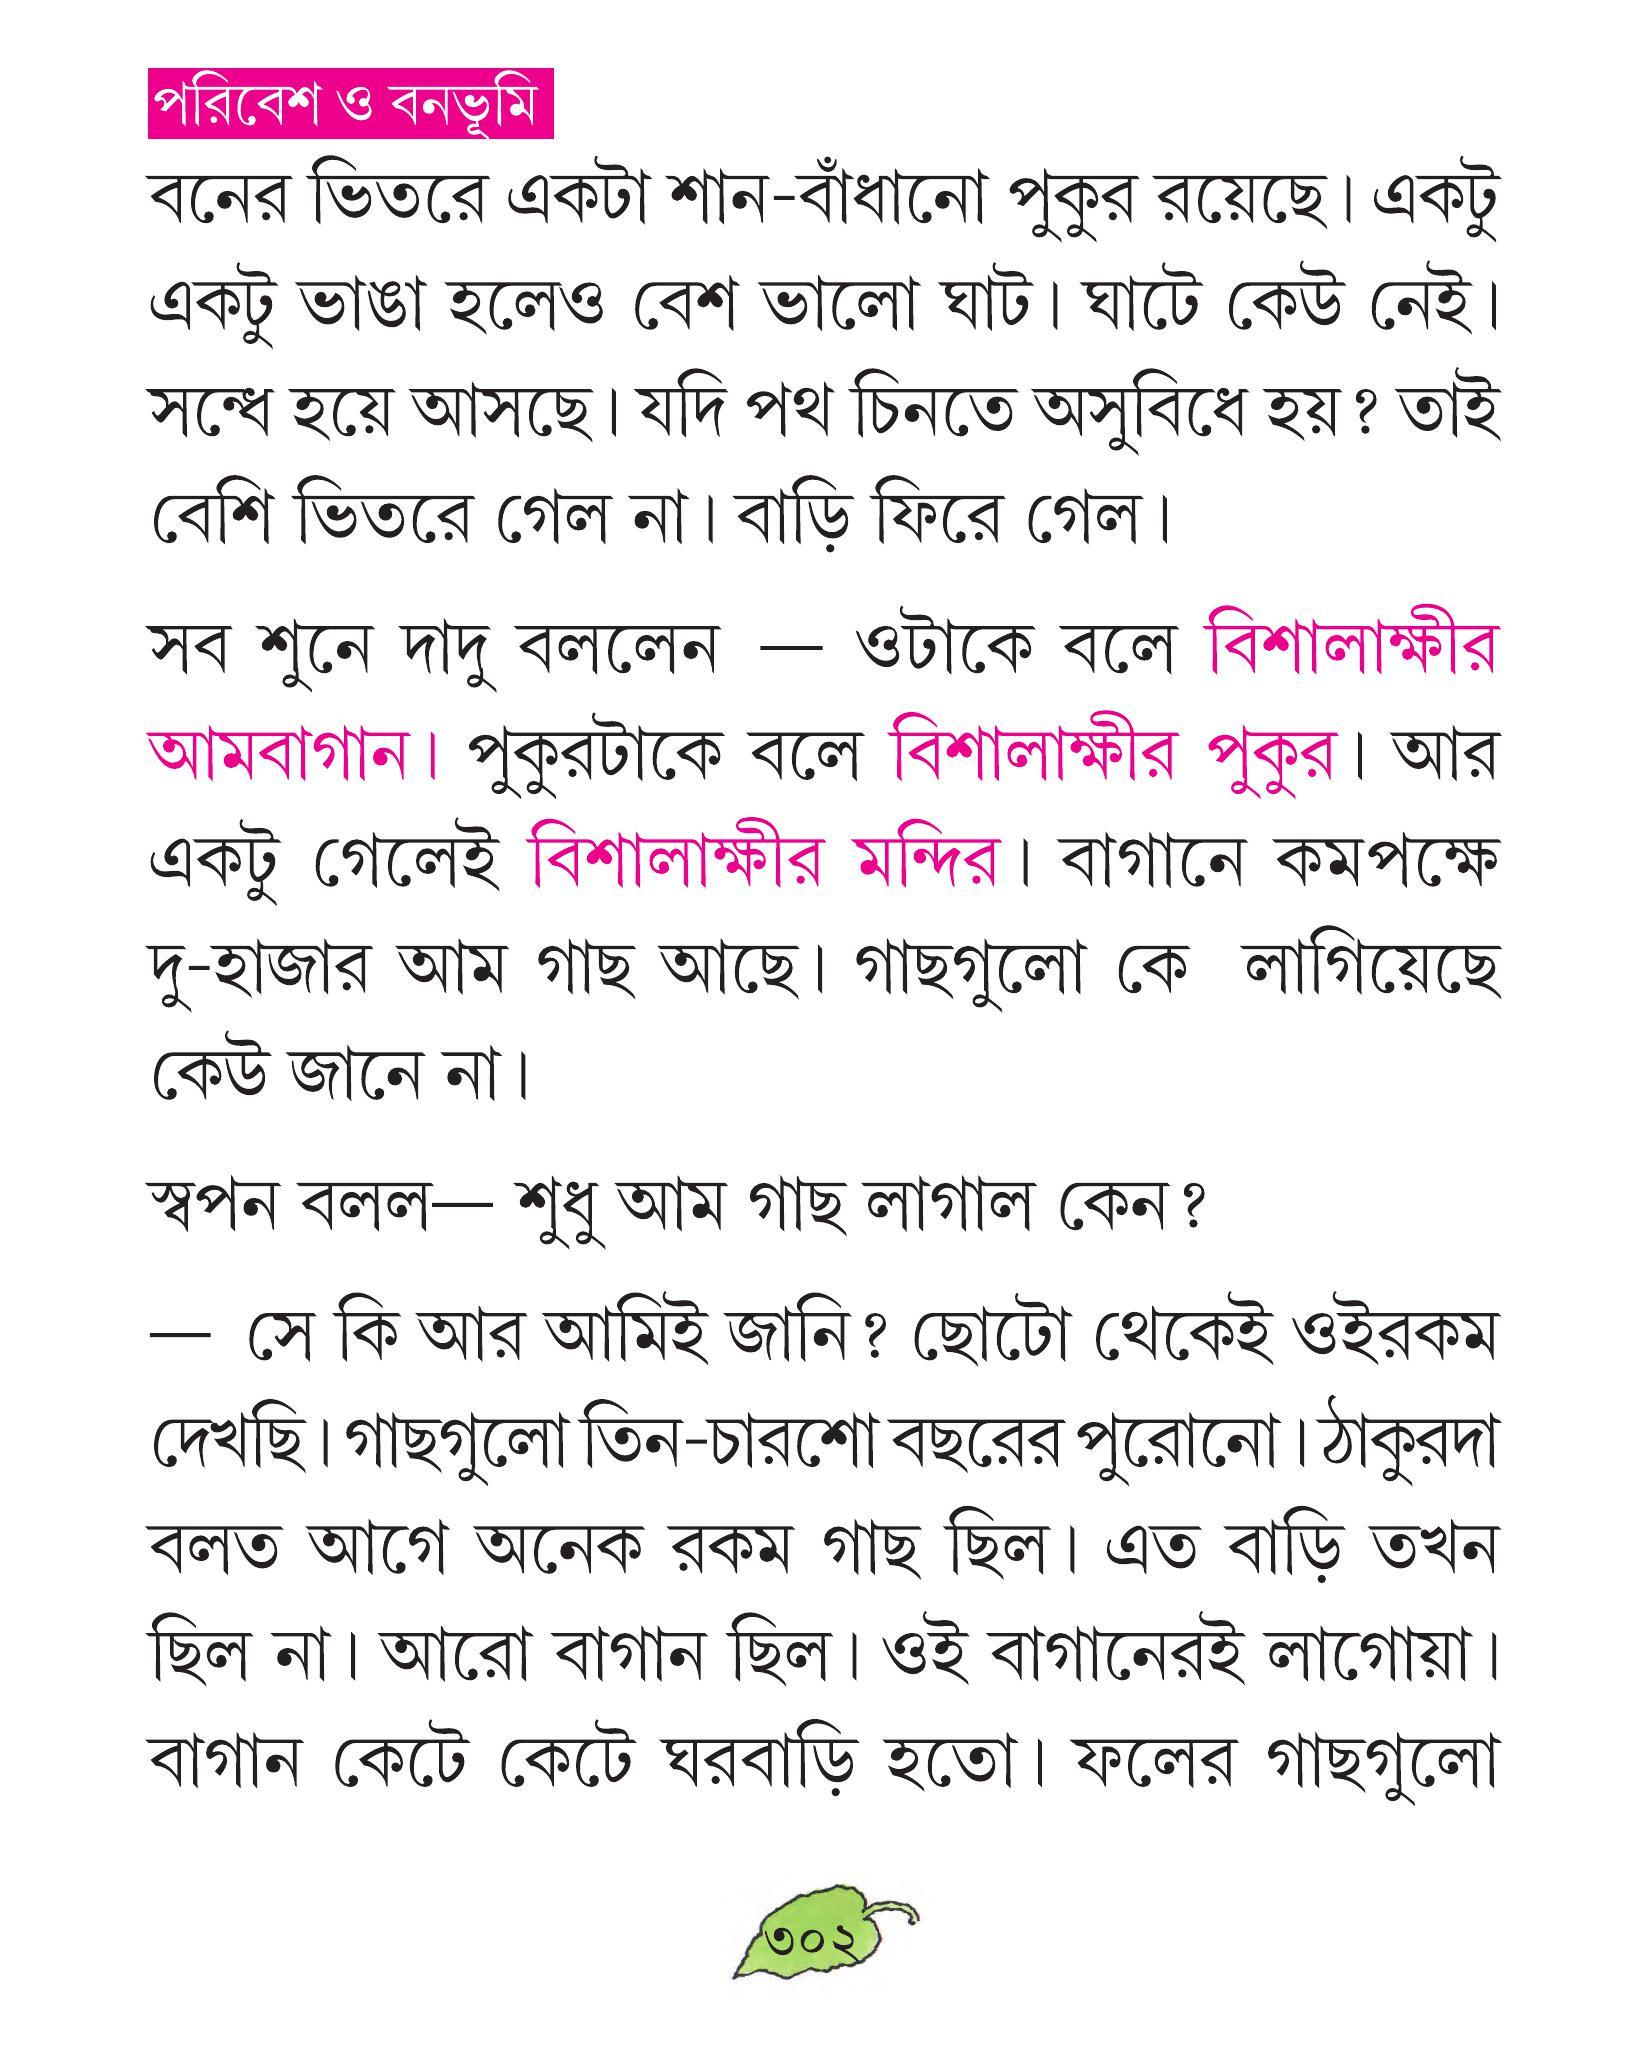 পরিবেশ ও বনভূমি
বনের ভিতরে একটা শান-বাঁধানো পুকুর রয়েছে। একটু
একটু ভাঙা হলেও বেশ ভালো ঘাট। ঘাটে কেউ নেই।
সন্ধে হয়ে আসছে। যদি পথ চিনতে অসুবিধে হয়? তাই
বেশি ভিতরে গেল না। বাড়ি ফিরে গেল।
সব শুনে দাদু বললেন — ওটাকে বলে বিশালাক্ষীর
আমবাগান। পুকুরটাকে বলে বিশালাক্ষীর পুকুর। আর
একটু গেলেই বিশালাক্ষীর মন্দির। বাগানে কমপক্ষে
দু-হাজার আম গাছ আছে। গাছগুলো কে লাগিয়েছে
কেউ জানে না।
স্বপন বলল— শুধু আম গাছ লাগাল কেন?
— সে কি আর আমিই জানি? ছোটো থেকেই ওইরকম
দেখছি। গাছগুলো তিন-চারশো বছরের পুরোনো। ঠাকুরদা
বলত আগে অনেক রকম গাছ ছিল। এত বাড়ি তখন
ছিল না। আরো বাগান ছিল। ওই বাগানেরই লাগোয়া।
বাগান কেটে কেটে ঘরবাড়ি হতো। ফলের গাছগুলো
৩০২